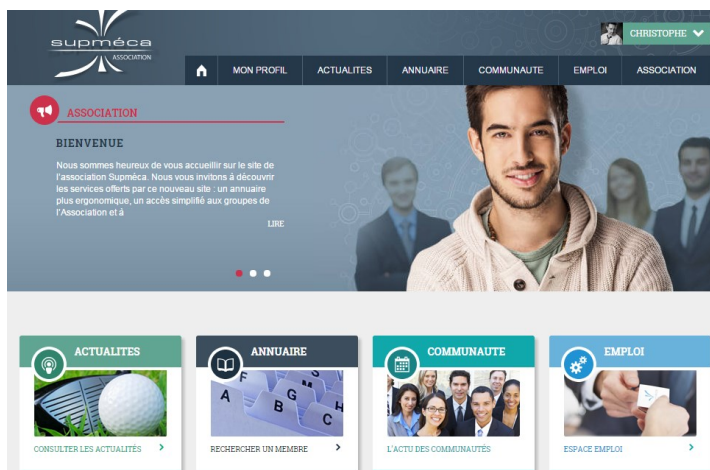 supméca
ASSOCIATION
CHRISTOPHE
MON PROFIL
ACTUALITES
ANNUAIRE
COMMUNAUTE
EMPLOI
ASSOCIATION
ASSOCIATION
BIENVENUE
Nous sommes heureux de vous accueillir sur le site de
l'association Supméca. Nous vous invitons à découvrir
les services offerts par ce nouveau site : un annuaire
plus ergonomique, un accès simplifié aux groupes de
l'Association et à
LIRE
ACTUALITES
CONSULTER LES ACTUALITÉS
ANNUAIRE
A
F
B
G
C
H
RECHERCHER UN MEMBRE
COMMUNAUTE
L'ACTU DES COMMUNAUTÉS
EMPLOI
ESPACE EMPLOI